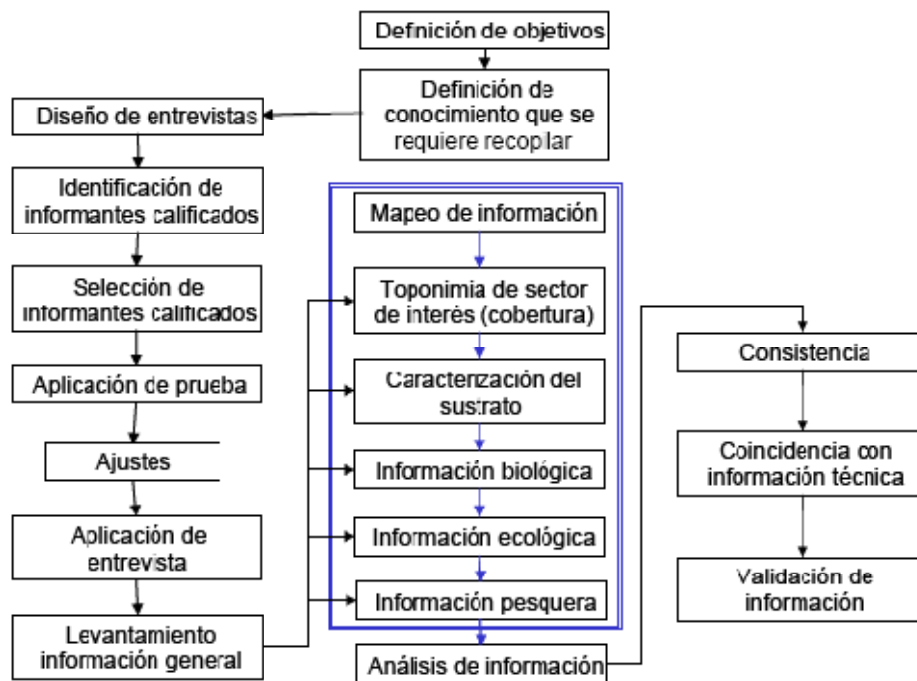 Definición de objetivos
Definición de
conocimiento que se
requiere recopilar
Diseño de entrevistas
Identificación de
informantes calificados
Selección de
informantes calificados
Aplicación de prueba
Ajustes
Aplicación de
entrevista
Levantamiento
información general
Mapeo de información
Toponimia de sector
de interés (cobertura)
Caracterización del
sustrato
Información biológica
Información ecológica
Información pesquera
Análisis de información
Consistencia
Coincidencia con
información técnica
Validación de
información